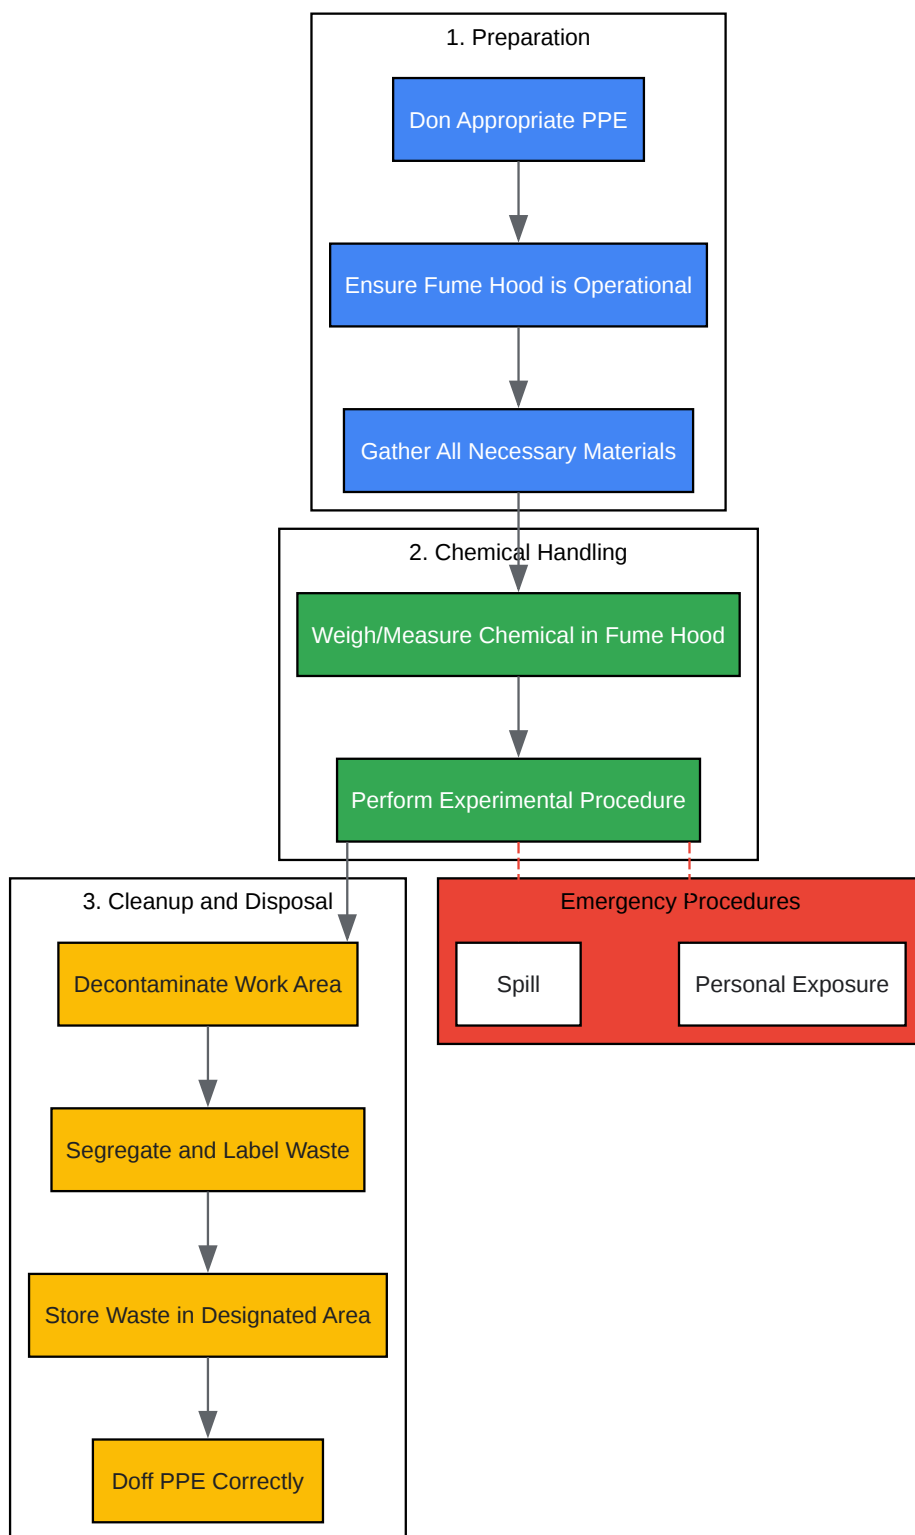 1. Preparation
Don Appropriate PPE
Ensure Fume Hood is Operational
Gather All Necessary Materials
2. Chemical Handling
Weigh/Measure Chemical in Fume Hood
Perform Experimental Procedure
3. Cleanup and Disposal
Decontaminate Work Area
Segregate and Label Waste
Store Waste in Designated Area
Doff PPE Correctly
Emergency Procedures
Spill
Personal Exposure